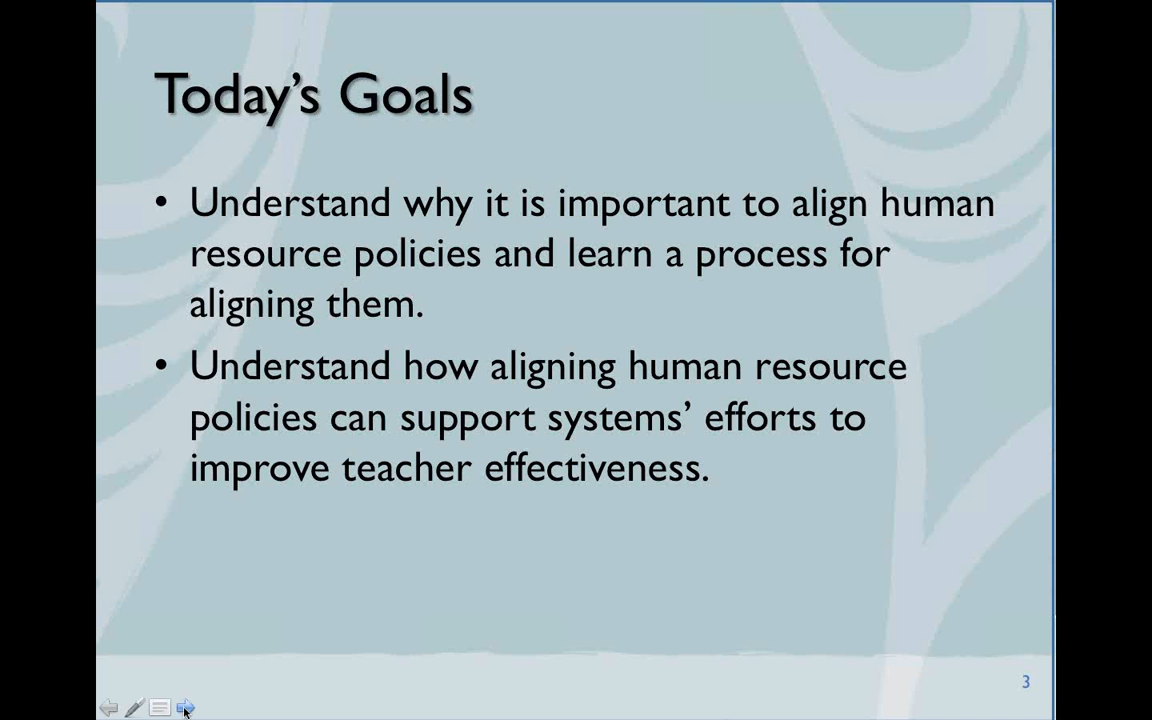 Today’s Goals
• Understand why it is important to align human
resource policies and learn a process for
aligning them.
• Understand how aligning human resource
policies can support systems’ efforts to
improve teacher effectiveness.
3